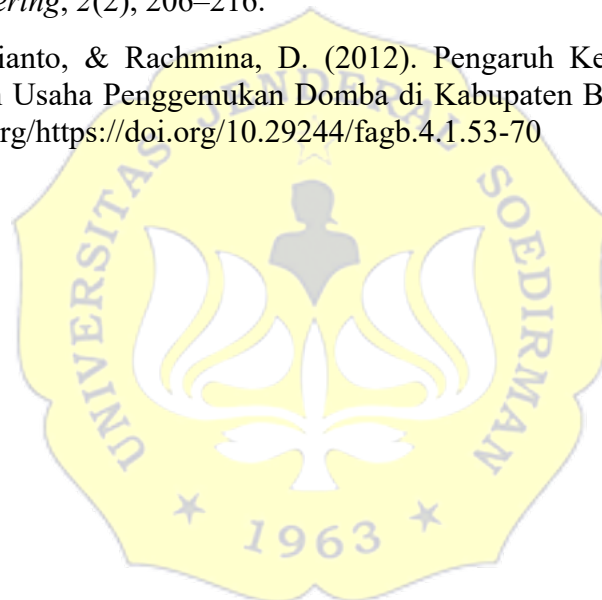 ering, 2(2), 206–216.
ianto, & Rachmina, D. (2012). Pengaruh Ke
Usaha Penggemukan Domba di Kabupaten B
rg/https://doi.org/10.29244/fagb.4.1.53-70
UNIVERSITAS JENDERAL SOEDIRMAN
1963